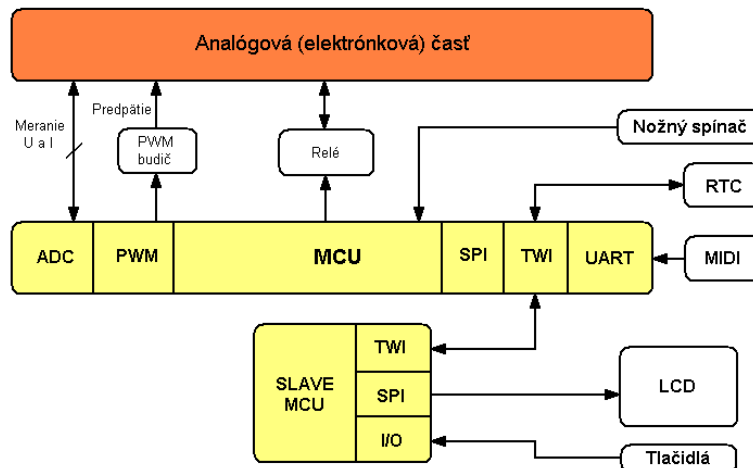 Analógová (elektrónková) časť
Meranie
U a I
Predpätie
PWM
budič
Relé
Nožný spínač
RTC
ADC
PWM
MCU
SPI
TWI
UART
MIDI
SLAVE
MCU
TWI
SPI
I/O
LCD
Tlačidlá